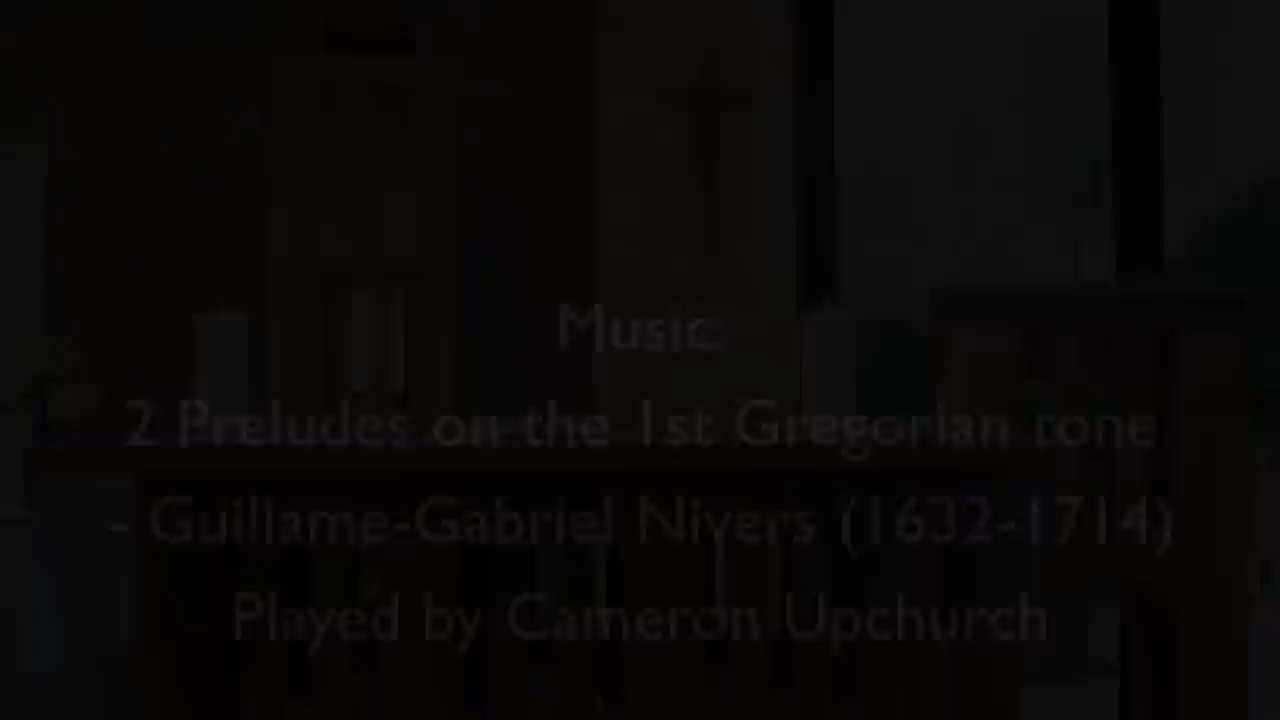 Music:
2 Preludes on the 1st Gregorian tone
- Guillame-Gabriel Nivers (1632-1714)
Played by Cameron Upchurch